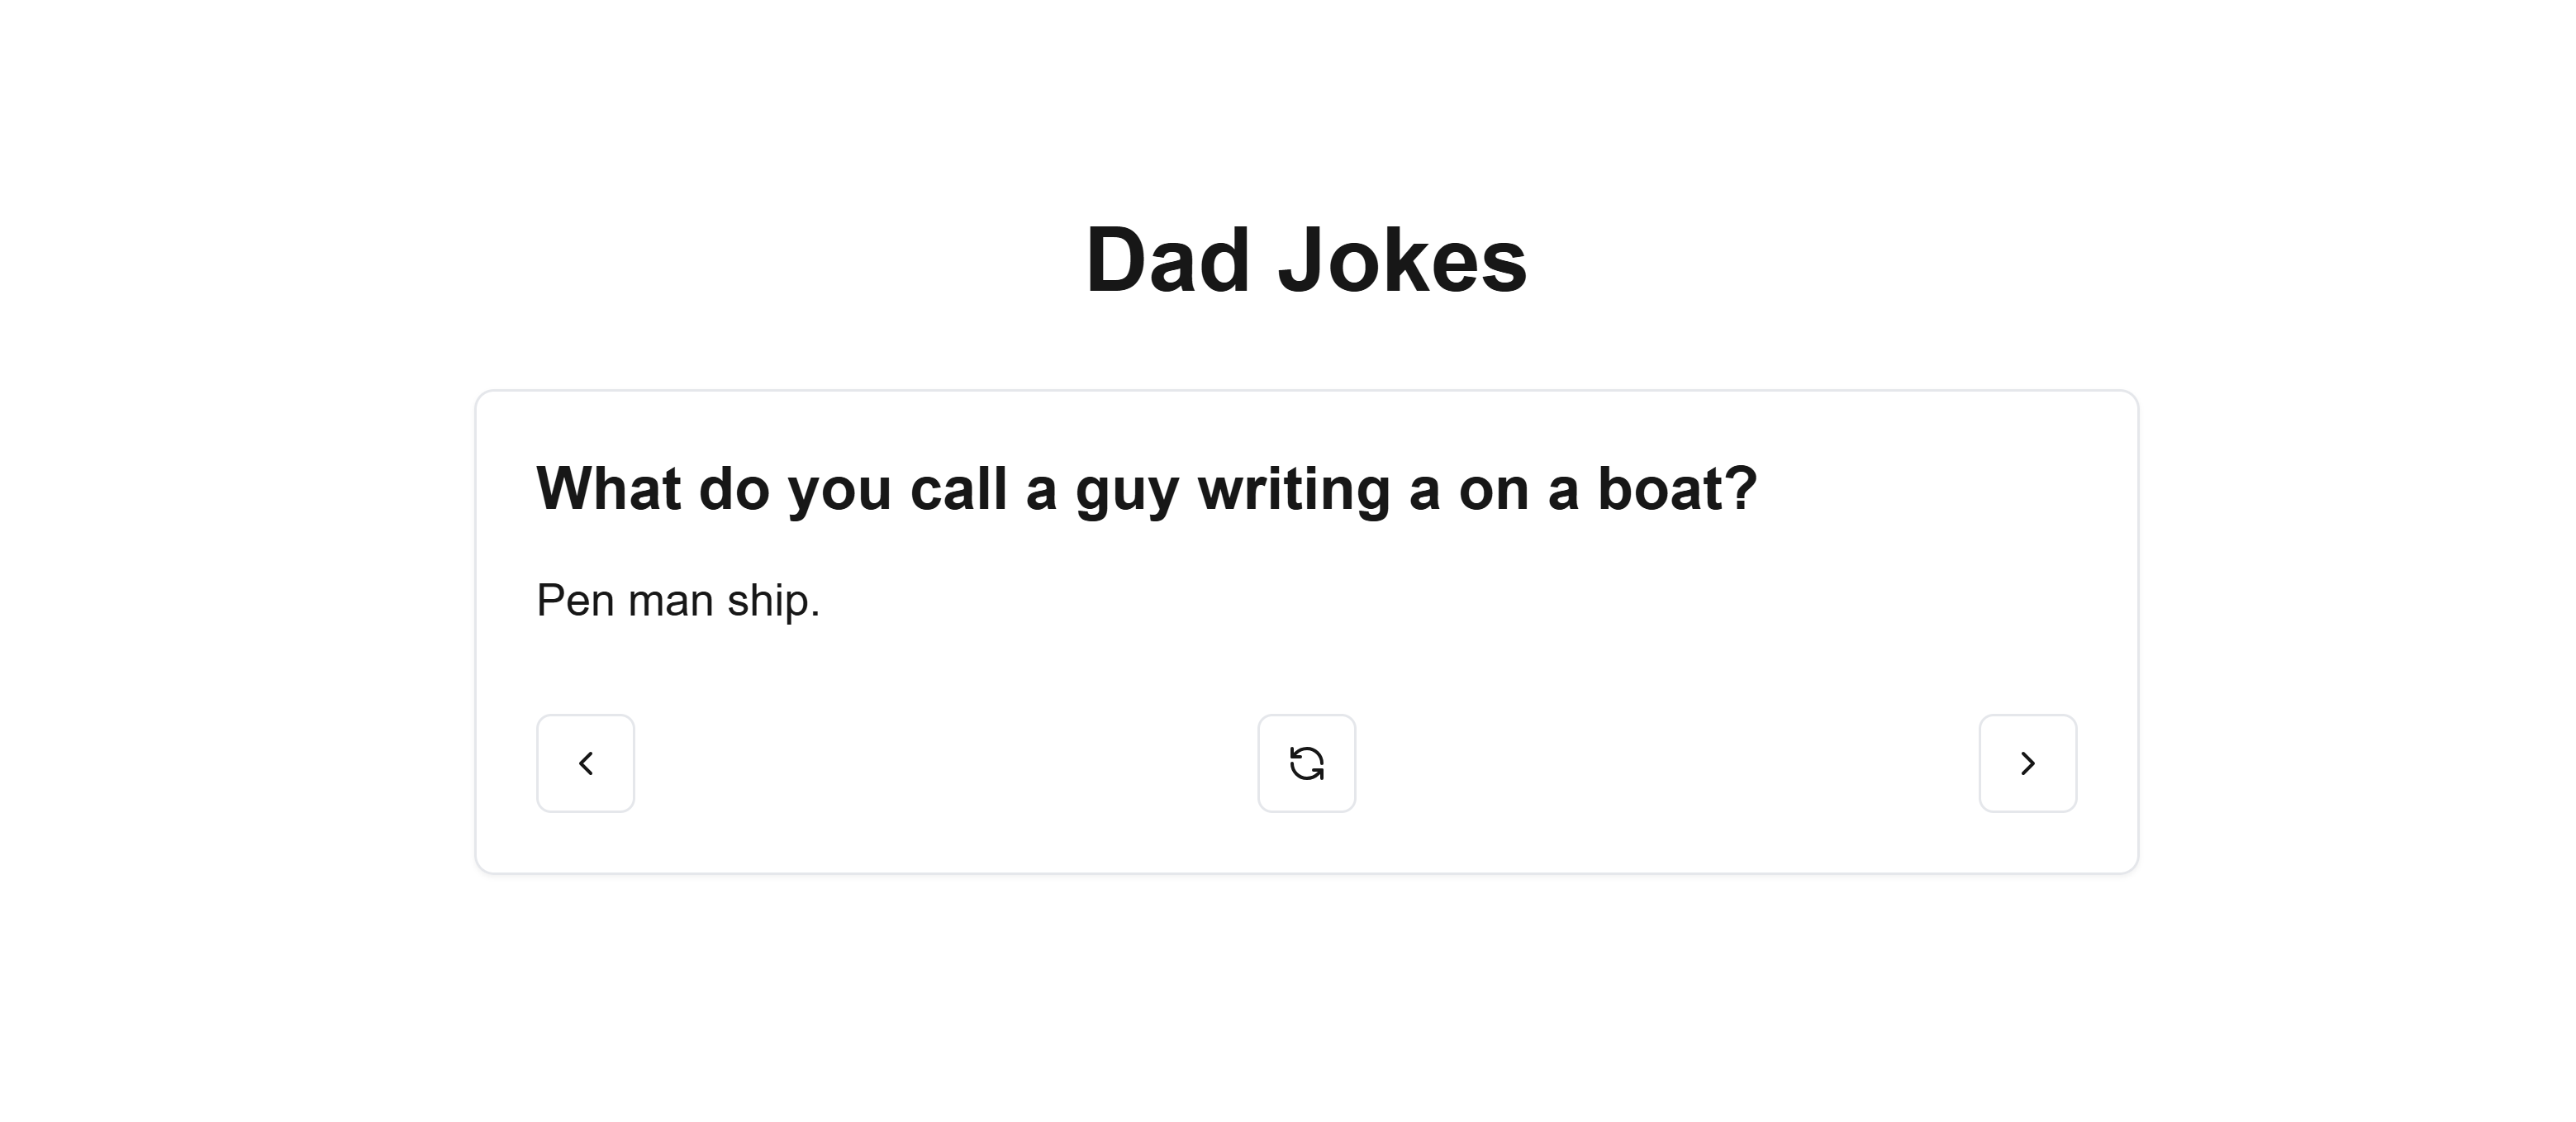 Dad Jokes
What do you call a guy writing a on a boat?
Pen man ship.